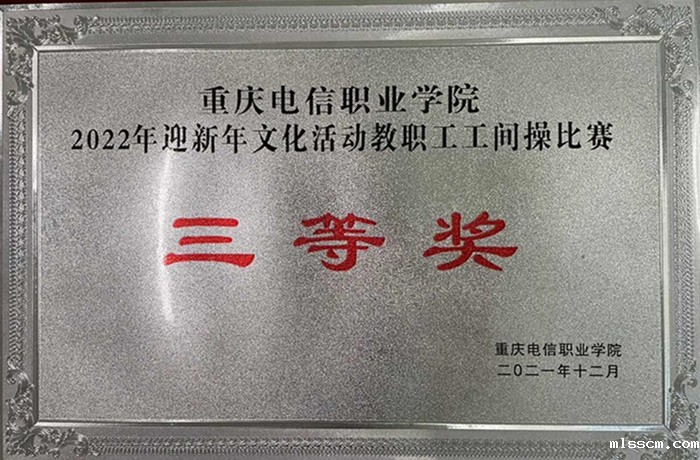 重庆电信职业学院
2022年迎新年文化活动教职工工间操比赛
三等奖
重庆电信职业学院
二〇二一年十二月
mlsscm.com